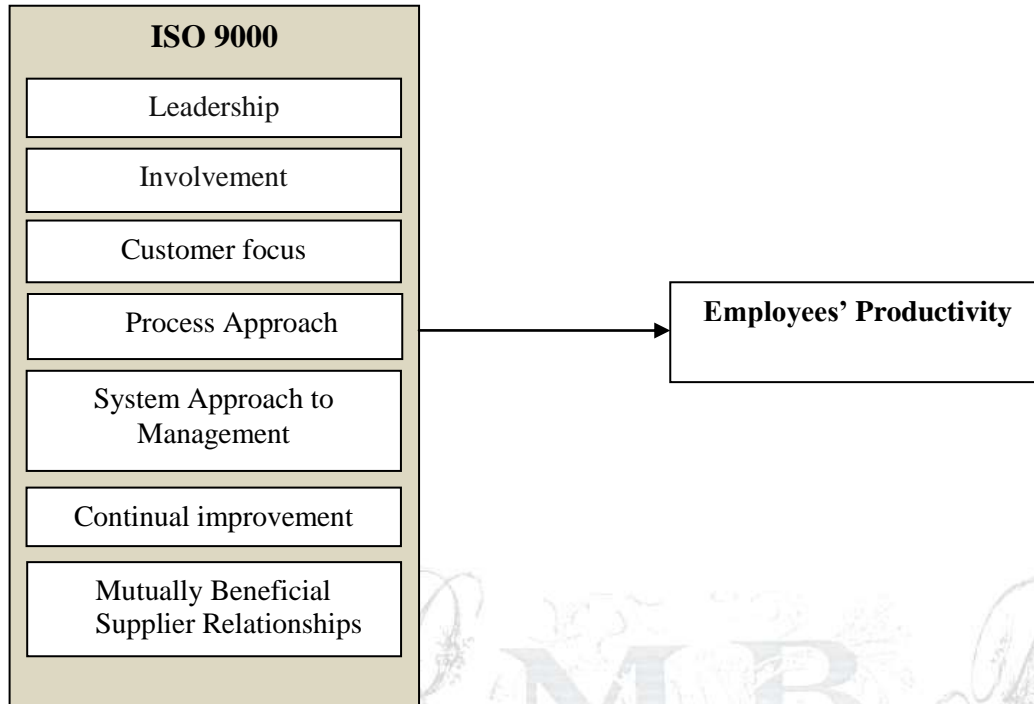 ISO 9000
Leadership
Involvement
Customer focus
Process Approach
System Approach to
Management
Continual improvement
Mutually Beneficial
Supplier Relationships
Employees’ Productivity